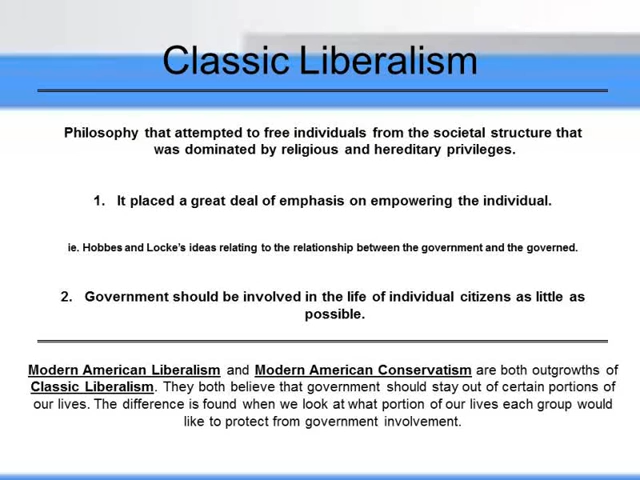 Classic Liberalism
Philosophy that attempted to free individuals from the societal structure that
was dominated by religious and hereditary privileges.
1. It placed a great deal of emphasis on empowering the individual.
ie. Hobbes and Locke's ideas relating to the relationship between the government and the governed.
2. Government should be involved in the life of individual citizens as little as
possible.
Modern American Liberalism and Modern American Conservatism are both outgrowths of
Classic Liberalism. They both believe that government should stay out of certain portions of
our lives. The difference is found when we look at what portion of our lives each group would
like to protect from government involvement.